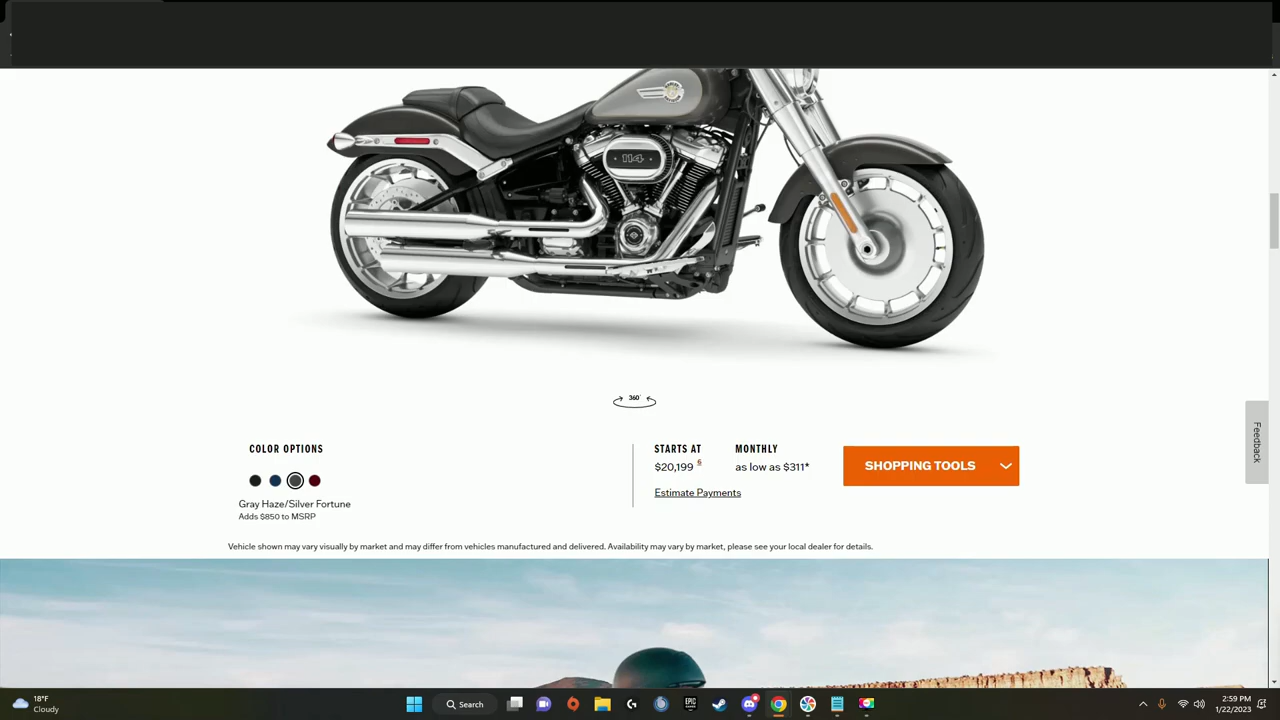 114
360°
COLOR OPTIONS
Gray Haze/Silver Fortune
Adds $850 to MSRP
STARTS AT
$20,199 6
Estimate Payments
MONTHLY
as low as $311*
SHOPPING TOOLS
Feedback
Vehicle shown may vary visually by market and may differ from vehicles manufactured and delivered. Availability may vary by market, please see your local dealer for details.
18°F
Cloudy
Search
EPIC
2:59 PM
1/22/2023